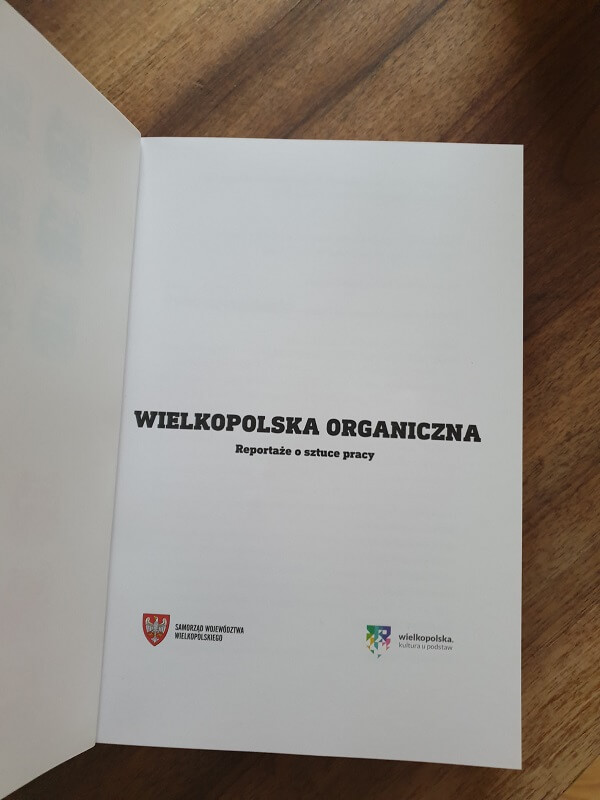 WIELKOPOLSKA ORGANICZNA
Reportaże o sztuce pracy
SAMORZĄD WOJEWÓDZTWA
WIELKOPOLSKIEGO
wielkopolska.
kultura u podstaw